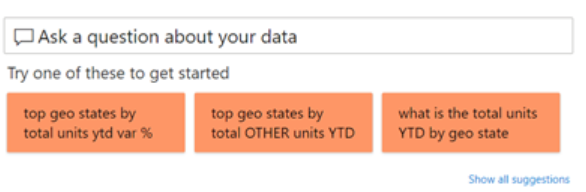 Ask a question about your data
Try one of these to get started
top geo states by
total units ytd var %
top geo states by
total OTHER units YTD
what is the total units
YTD by geo state
Show all suggestions